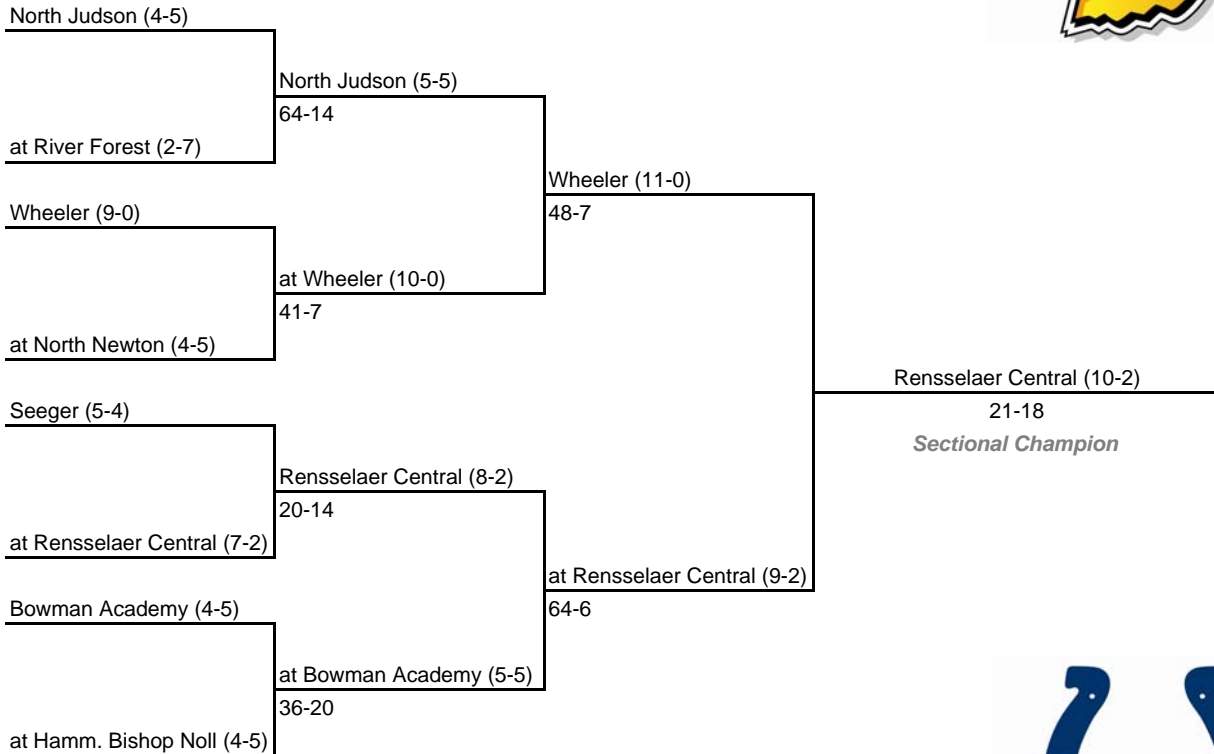 North Judson (4-5)
North Judson (5-5)
64-14
at River Forest (2-7)
Wheeler (11-0)
48-7
Wheeler (9-0)
at Wheeler (10-0)
41-7
at North Newton (4-5)
Rensselaer Central (10-2)
21-18
Sectional Champion
Seeger (5-4)
Rensselaer Central (8-2)
20-14
at Rensselaer Central (7-2)
at Rensselaer Central (9-2)
64-6
Bowman Academy (4-5)
at Bowman Academy (5-5)
36-20
at Hamm. Bishop Noll (4-5)